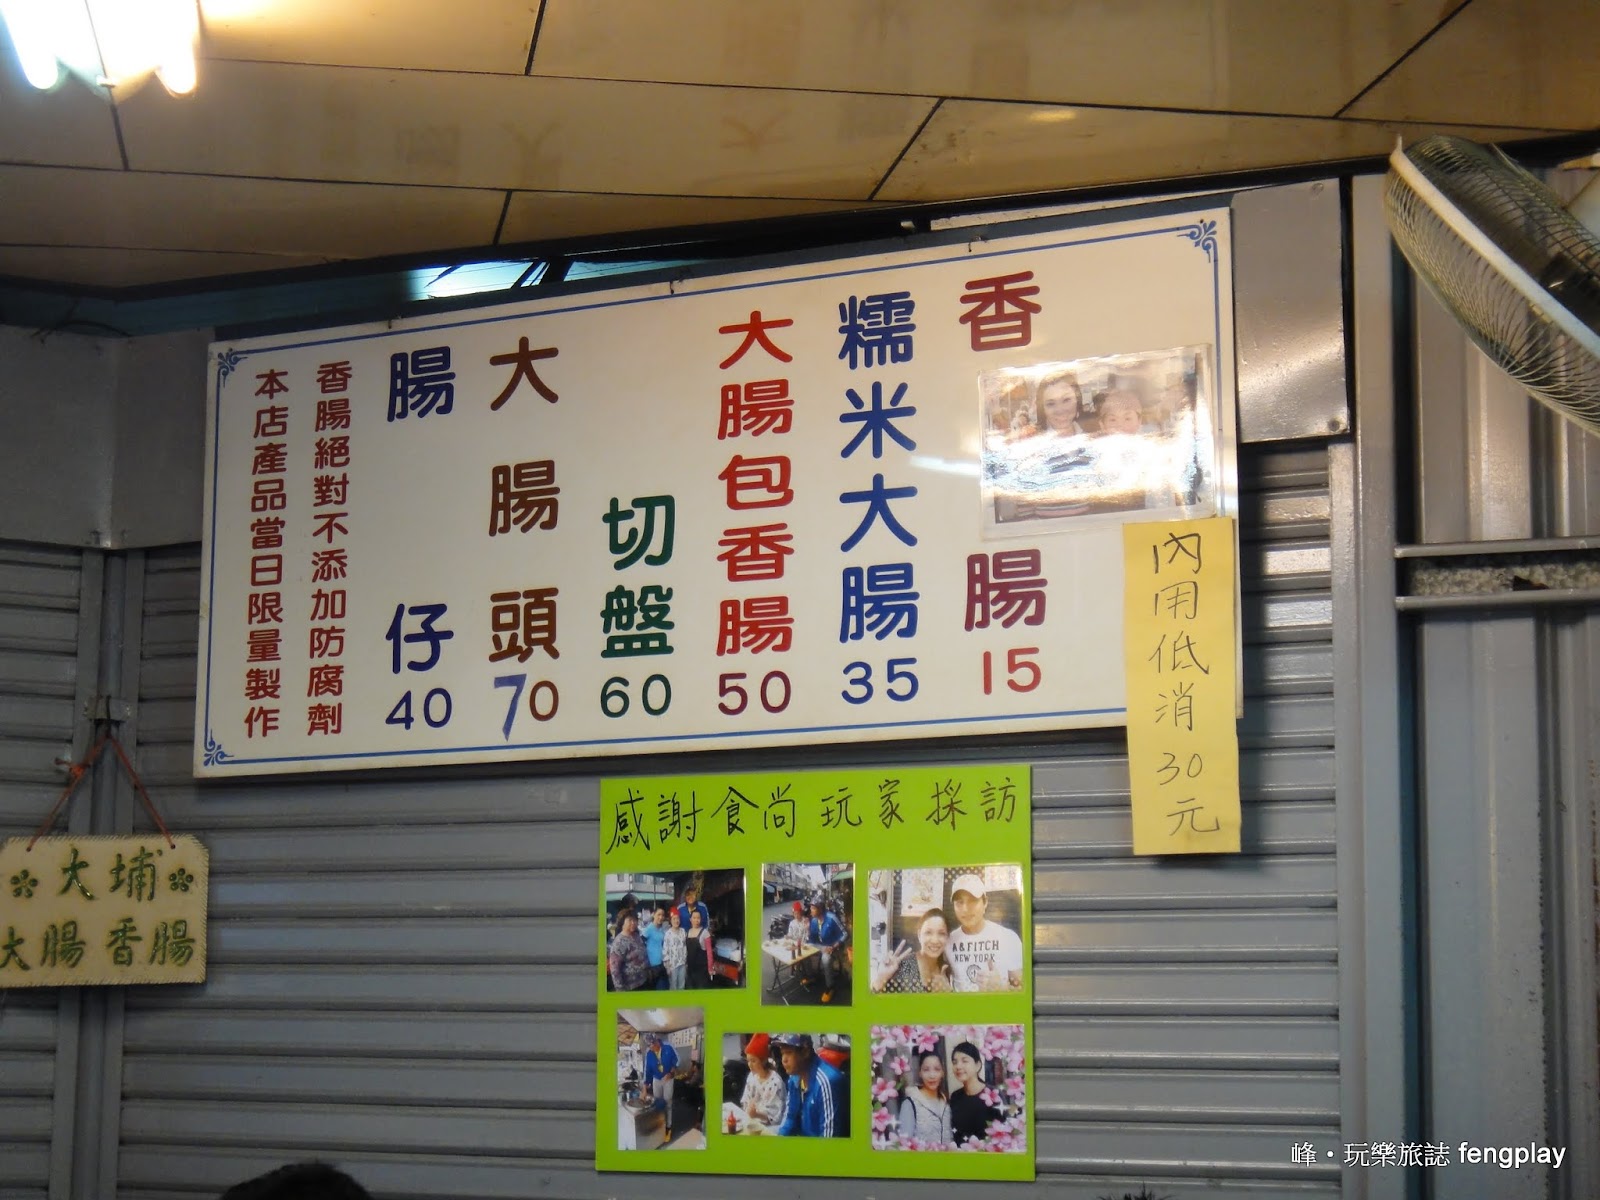 香腸 15
糯米大腸 35
大腸包香腸 50
切盤 60
大腸頭 70
腸仔 40
香腸絕對不添加防腐劑
本店產品當日限量製作
內用低消30元
感謝食尚玩家採訪
A&FITCH
NEW YORK
大埔
大腸香腸
峰・玩樂旅誌 fengplay